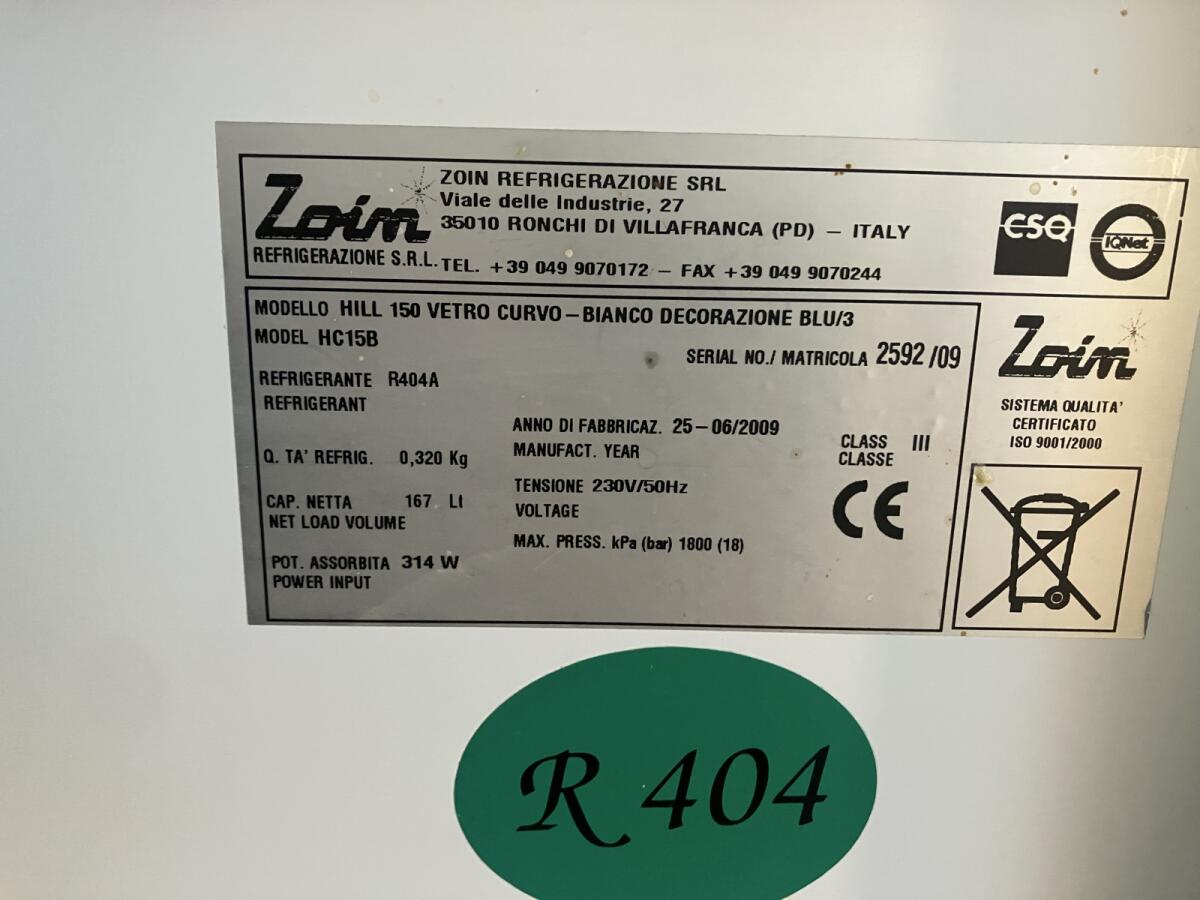 Zoin
REFRIGERAZIONE S.R.L.
ZOIN REFRIGERAZIONE SRL
Viale delle Industrie, 27
35010 RONCHI DI VILLAFRANCA (PD) – ITALY
TEL. +39 049 9070172 – FAX +39 049 9070244
CSQ
IQNet
MODELLO HILL 150 VETRO CURVO – BIANCO DECORAZIONE BLU/3
MODEL HC15B
SERIAL NO./ MATRICOLA 2592 /09
REFRIGERANTE R404A
REFRIGERANT
Q. TA' REFRIG. 0,320 Kg
CAP. NETTA 167 Lt
NET LOAD VOLUME
POT. ASSORBITA 314 W
POWER INPUT
ANNO DI FABBRICAZ. 25–06/2009
MANUFACT. YEAR
TENSIONE 230V/50Hz
VOLTAGE
MAX. PRESS. kPa (bar) 1800 (18)
CLASS III
CLASSE
CE
Zoin
SISTEMA QUALITA'
CERTIFICATO
ISO 9001/2000
R 404